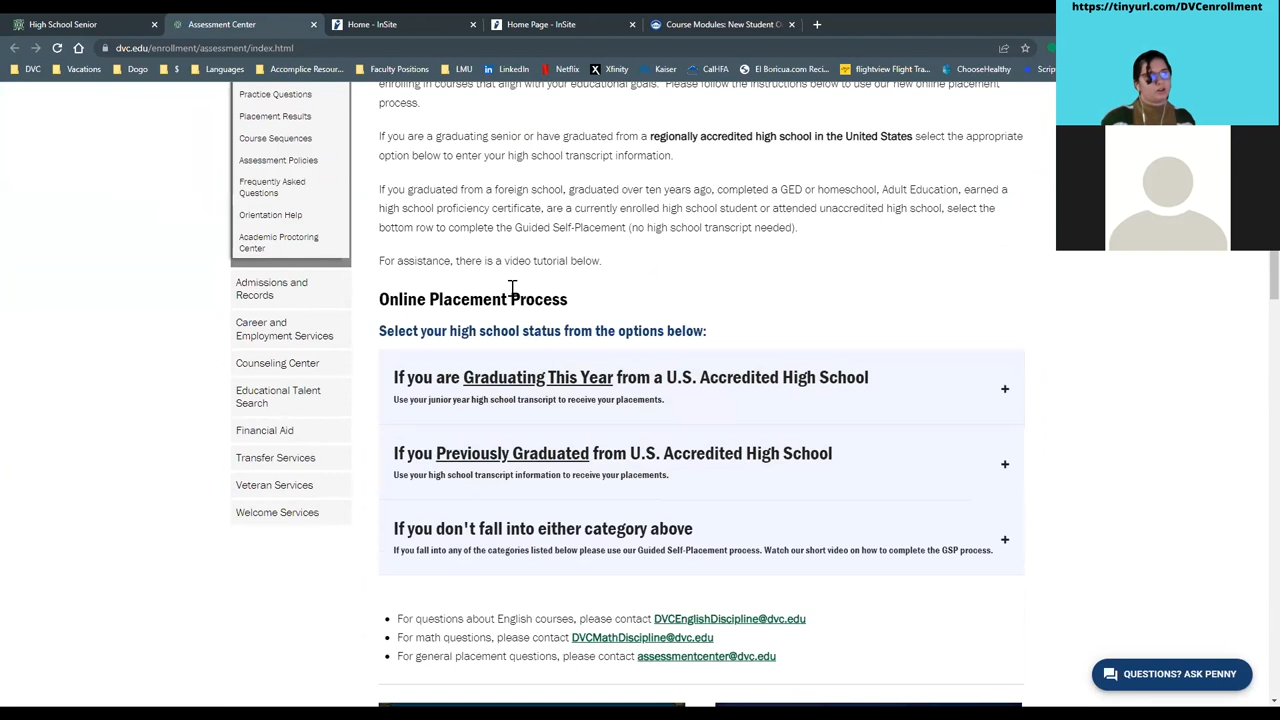 https://tinyurl.com/DVCenrollment
High School Senior
Assessment Center
Home - InSite
Home Page - InSite
Course Modules: New Student O
dvc.edu/enrollment/assessment/index.html
DVC
Vacations
Dogo
$
Languages
Accomplice Resour...
Faculty Positions
LMU
LinkedIn
Netflix
Xfinity
Kaiser
CalHFA
El Boricua.com Reci...
flightview Flight Tra...
ChooseHealthy
Scrip
Practice Questions
Placement Results
Course Sequences
Assessment Policies
Frequently Asked
Questions
Orientation Help
Academic Proctoring
Center
Admissions and
Records
Career and
Employment Services
Counseling Center
Educational Talent
Search
Financial Aid
Transfer Services
Veteran Services
Welcome Services
enrolling in courses that align with your educational goals. Please follow the instructions below to use our new online placement
process.
If you are a graduating senior or have graduated from a regionally accredited high school in the United States select the appropriate
option below to enter your high school transcript information.
If you graduated from a foreign school, graduated over ten years ago, completed a GED or homeschool, Adult Education, earned a
high school proficiency certificate, are a currently enrolled high school student or attended unaccredited high school, select the
bottom row to complete the Guided Self-Placement (no high school transcript needed).
For assistance, there is a video tutorial below.
Online Placement Process
Select your high school status from the options below:
If you are Graduating This Year from a U.S. Accredited High School
Use your junior year high school transcript to receive your placements.
If you Previously Graduated from U.S. Accredited High School
Use your high school transcript information to receive your placements.
If you don't fall into either category above
If you fall into any of the categories listed below please use our Guided Self-Placement process. Watch our short video on how to complete the GSP process.
For questions about English courses, please contact DVCEnglishDiscipline@dvc.edu
For math questions, please contact DVCMathDiscipline@dvc.edu
For general placement questions, please contact assessmentcenter@dvc.edu
QUESTIONS? ASK PENNY